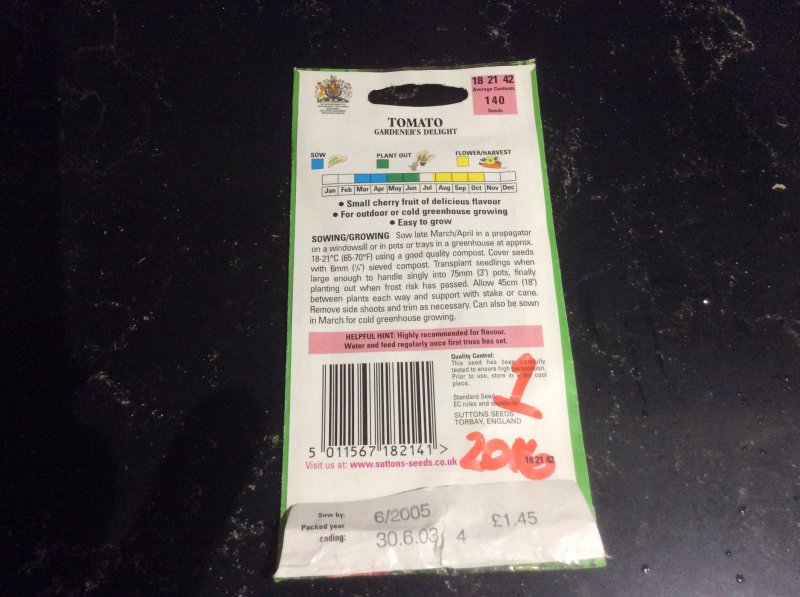 18 21 42
Average Contents
140
Seeds
TOMATO
GARDENER'S DELIGHT
SOW
PLANT OUT
FLOWER/HARVEST
Jan Feb Mar Apr May Jun Jul Aug Sep Oct Nov Dec
● Small cherry fruit of delicious flavour
● For outdoor or cold greenhouse growing
● Easy to grow
SOWING/GROWING Sow late March/April in a propagator
on a windowsill or in pots or trays in a greenhouse at approx.
18-21°C (65-70°F) using a good quality compost. Cover seeds
with 6mm (¼") sieved compost. Transplant seedlings when
large enough to handle singly into 75mm (3") pots, finally
planting out when frost risk has passed. Allow 45cm (18")
between plants each way and support with stake or cane.
Remove side shoots and trim as necessary. Can also be sown
in March for cold greenhouse growing.
HELPFUL HINT: Highly recommended for flavour.
Water and feed regularly once first truss has set.
Quality Control:
This seed has been carefully
tested to ensure high germination.
Prior to use, store in a dry cool
place.
Standard Seed
EC rules and standards
SUTTONS SEEDS
TORBAY, ENGLAND
1
5 011567 182141 >
Visit us at: www.suttons-seeds.co.uk
2016
18 21 42
Sow by: 6/2005
Packed year
ending: 30.6.03 4 £1.45